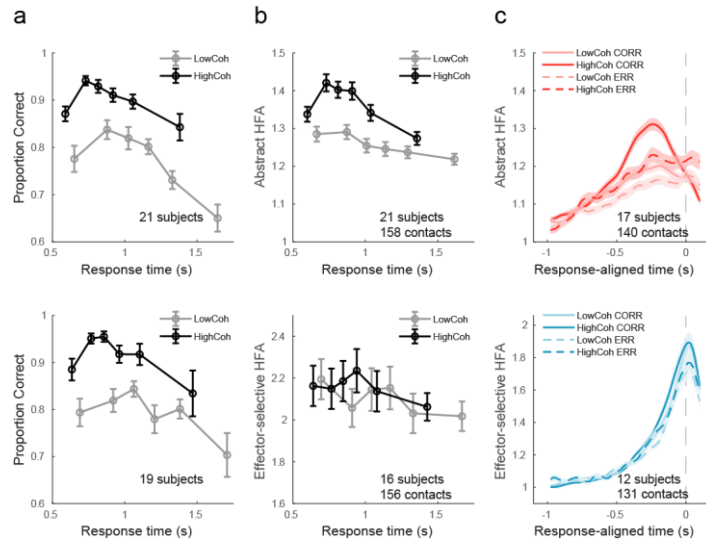 a
Proportion Correct
1
0.9
0.8
0.7
0.6
LowCoh
HighCoh
21 subjects
0.5
1
1.5
Response time (s)
b
Abstract HFA
1.5
1.4
1.3
1.2
1.1
1
LowCoh
HighCoh
21 subjects
158 contacts
0.5
1
1.5
Response time (s)
c
Abstract HFA
1.5
1.4
1.3
1.2
1.1
1
LowCoh CORR
HighCoh CORR
LowCoh ERR
HighCoh ERR
17 subjects
140 contacts
-1
-0.5
0
Response-aligned time (s)
Proportion Correct
1
0.9
0.8
0.7
0.6
LowCoh
HighCoh
19 subjects
0.5
1
1.5
Response time (s)
Effector-selective HFA
2.4
2.2
2
1.8
1.6
1.4
1.2
1
LowCoh
HighCoh
16 subjects
156 contacts
0.5
1
1.5
Response time (s)
Effector-selective HFA
2.2
2
1.8
1.6
1.4
1.2
1
LowCoh CORR
HighCoh CORR
LowCoh ERR
HighCoh ERR
12 subjects
131 contacts
-1
-0.5
0
Response-aligned time (s)